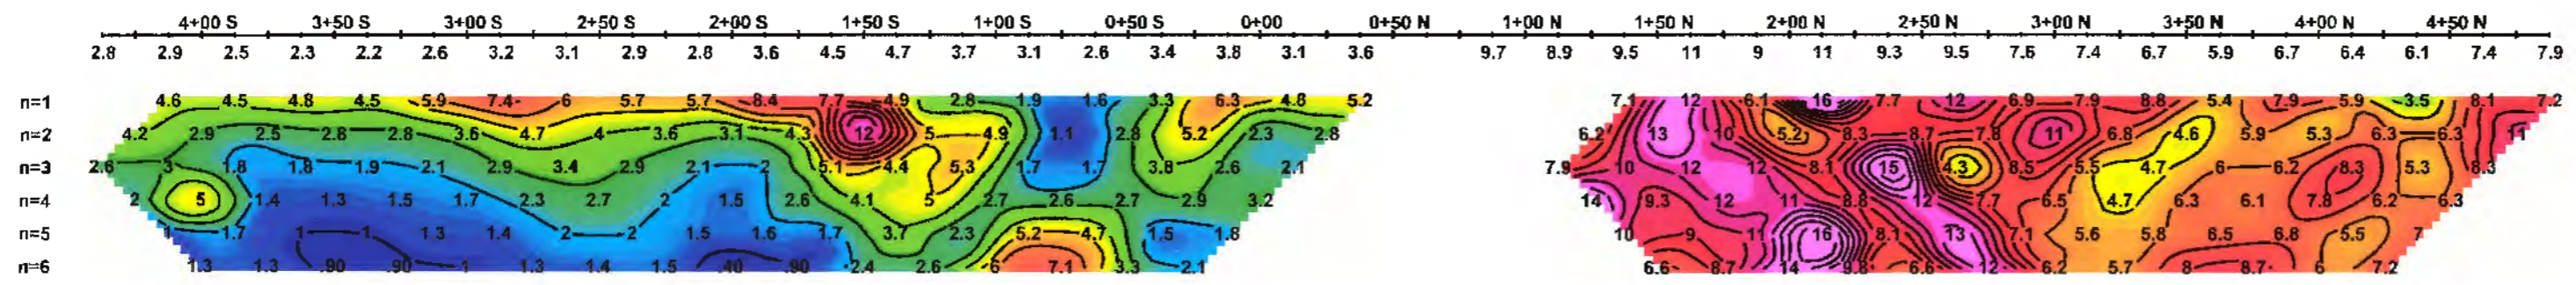 4+00 S 3+50 S 3+00 S 2+50 S 2+00 S 1+50 S 1+00 S 0+50 S 0+00 0+50 N 1+00 N 1+50 N 2+00 N 2+50 N 3+00 N 3+50 N 4+00 N 4+50 N
2.8 2.9 2.5 2.3 2.2 2.6 3.2 3.1 2.9 2.8 3.6 4.5 4.7 3.7 3.1 2.6 3.4 3.8 3.1 3.6 9.7 8.9 9.5 11 9 11 9.3 9.5 7.6 7.4 6.7 5.9 6.7 6.4 6.1 7.4 7.9
n=1 4.6 4.5 4.8 4.5 5.9 7.4 6 5.7 5.7 8.4 7.7 4.9 2.8 1.9 1.6 3.3 6.3 4.8 5.2 7.1 12 6.1 16 7.7 12 6.9 7.9 8.8 5.4 7.9 5.9 3.5 8.1 7.2
n=2 4.2 2.9 2.5 2.8 2.8 3.6 4.7 4 3.6 3.1 4.3 12 5 4.9 1.1 2.8 5.2 2.3 2.8 6.2 13 10 5.2 8.3 8.7 7.8 11 6.8 4.6 5.9 5.3 6.3 6.3 11
n=3 2.6 3 1.8 1.8 1.9 2.1 2.9 3.4 2.9 2.1 2 5.1 4.4 5.3 1.7 1.7 3.8 2.6 2.1 7.9 10 12 12 8.1 15 4.3 8.5 5.5 4.7 6 6.2 8.3 5.3 8.3
n=4 2 5 1.4 1.3 1.5 1.7 2.3 2.7 2 1.5 2.6 4.1 5 2.7 2.6 2.7 2.9 3.2 14 9.3 12 11 8.8 12 7.7 6.5 4.7 6.3 6.1 7.8 6.2 6.3
n=5 1 1.7 1 1 1.3 1.4 2 2 1.5 1.6 1.7 3.7 2.3 5.2 4.7 1.5 1.8 10 9 11 16 8.1 13 7.1 5.6 5.8 6.5 6.8 5.5 7
n=6 1.3 1.3 .90 .90 1 1.3 1.4 1.5 .40 .90 2.4 2.6 6 7.1 3.3 2.1 6.6 8.7 14 9.8 6.6 12 6.2 5.7 8 8.7 6 7.2